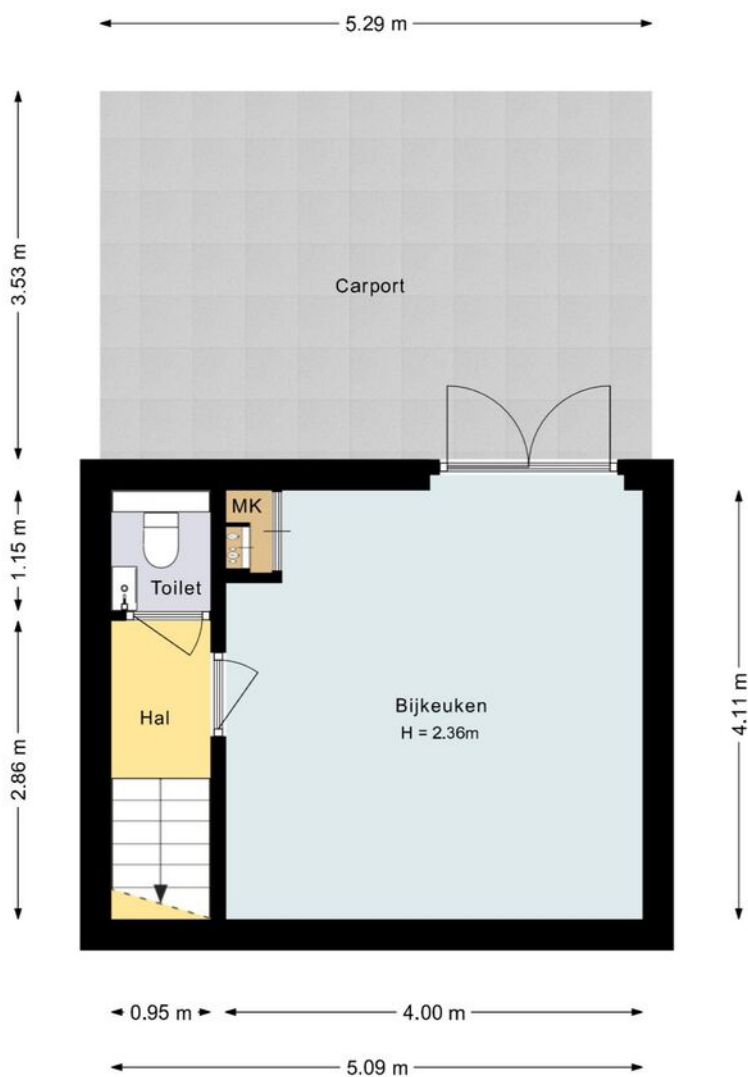 5.29 m
3.53 m
Carport
MK
1.15 m
Toilet
Bijkeuken
H = 2.36m
Hal
2.86 m
4.11 m
0.95 m
4.00 m
5.09 m